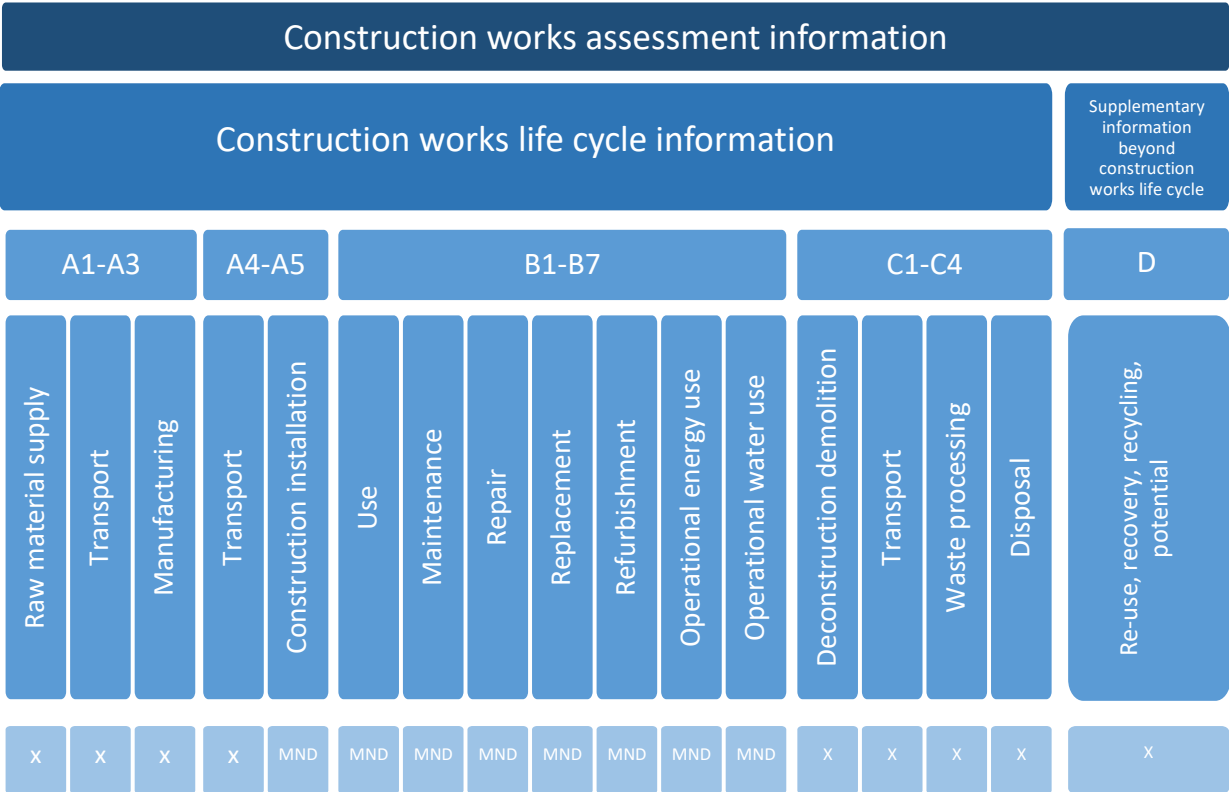 Construction works assessment information
Construction works life cycle information
Supplementary
information
beyond
construction
works life cycle
A1-A3
A4-A5
B1-B7
C1-C4
D
Raw material supply
Transport
Manufacturing
Transport
Construction installation
Use
Maintenance
Repair
Replacement
Refurbishment
Operational energy use
Operational water use
Deconstruction demolition
Transport
Waste processing
Disposal
Re-use, recovery, recycling,
potential
x
x
x
x
MND
MND
MND
MND
MND
MND
MND
MND
X
X
X
X
X